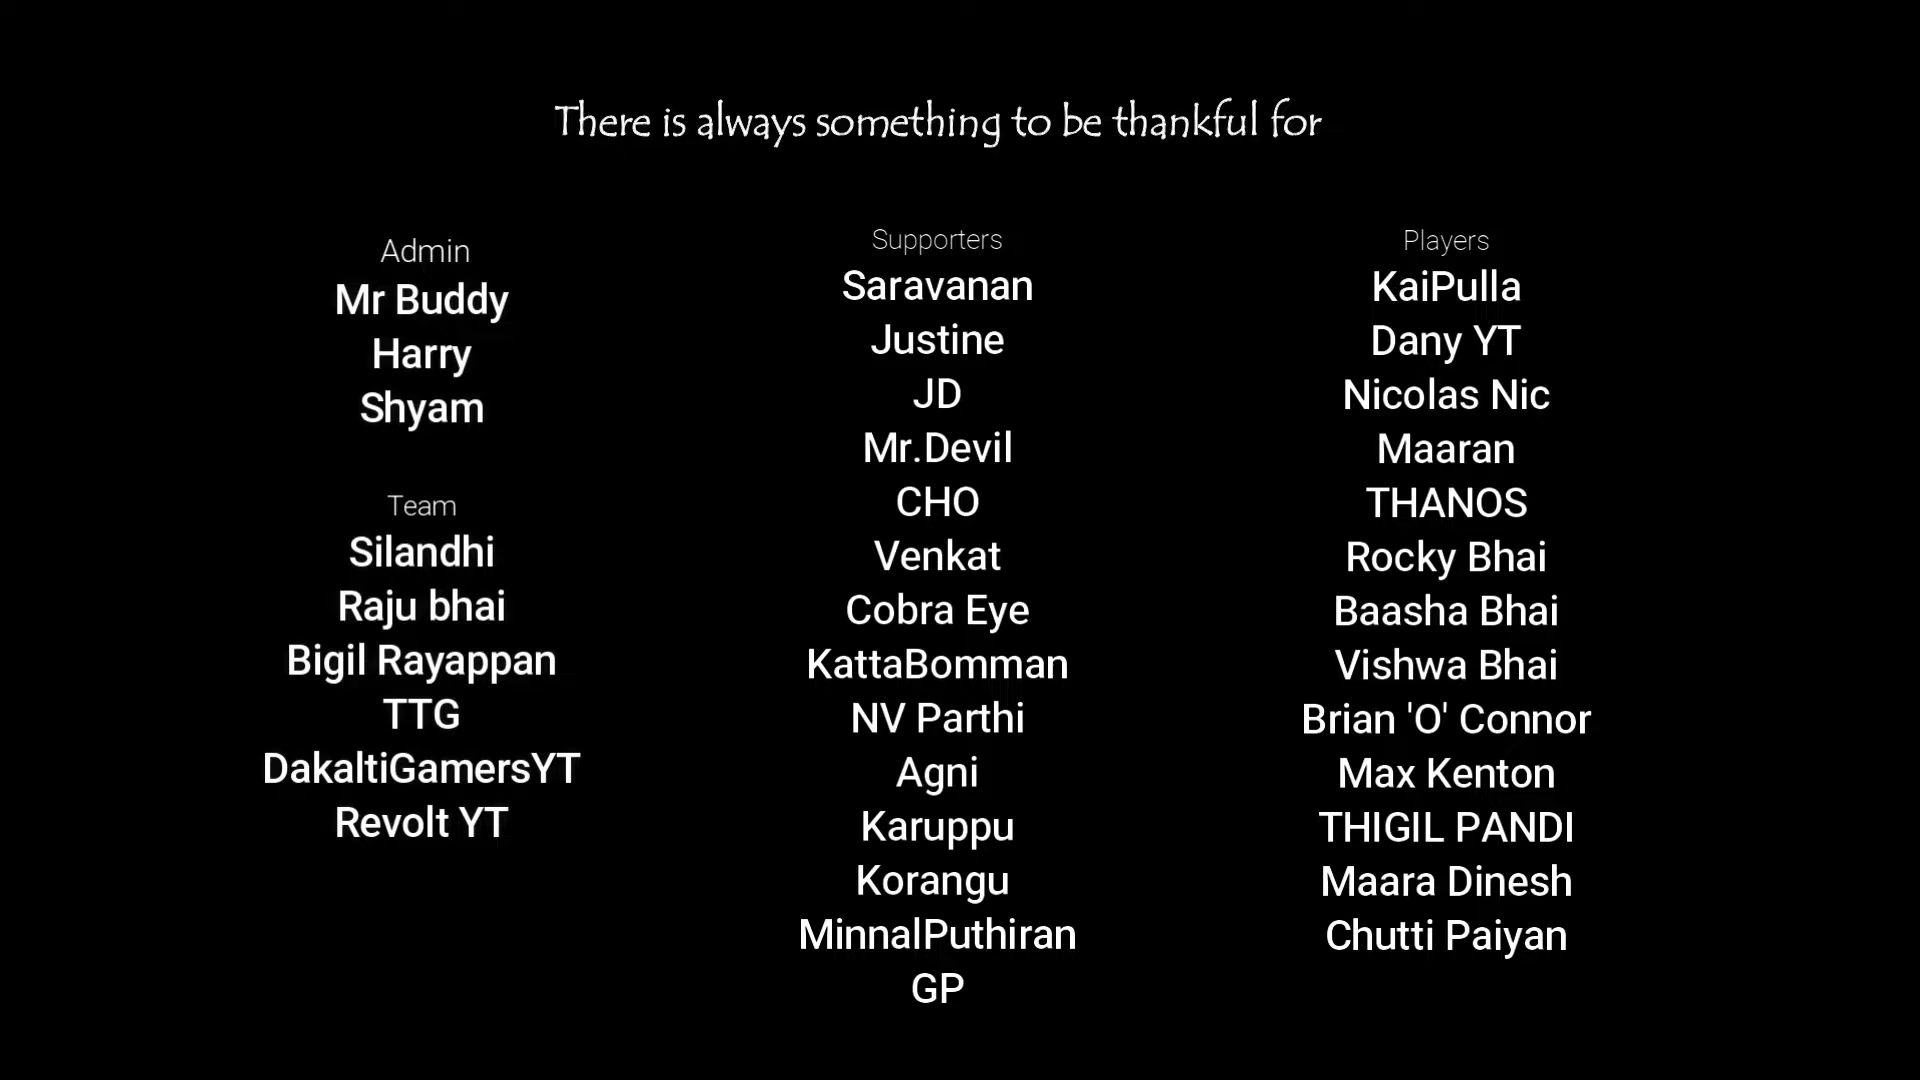 There is always something to be thankful for
Admin
Mr Buddy
Harry
Shyam
Team
Silandhi
Raju bhai
Bigil Rayappan
TTG
DakaltiGamersYT
Revolt YT
Supporters
Saravanan
Justine
JD
Mr.Devil
CHO
Venkat
Cobra Eye
KattaBomman
NV Parthi
Agni
Karuppu
Korangu
MinnalPuthiran
GP
Players
KaiPulla
Dany YT
Nicolas Nic
Maaran
THANOS
Rocky Bhai
Baasha Bhai
Vishwa Bhai
Brian 'O' Connor
Max Kenton
THIGIL PANDI
Maara Dinesh
Chutti Paiyan